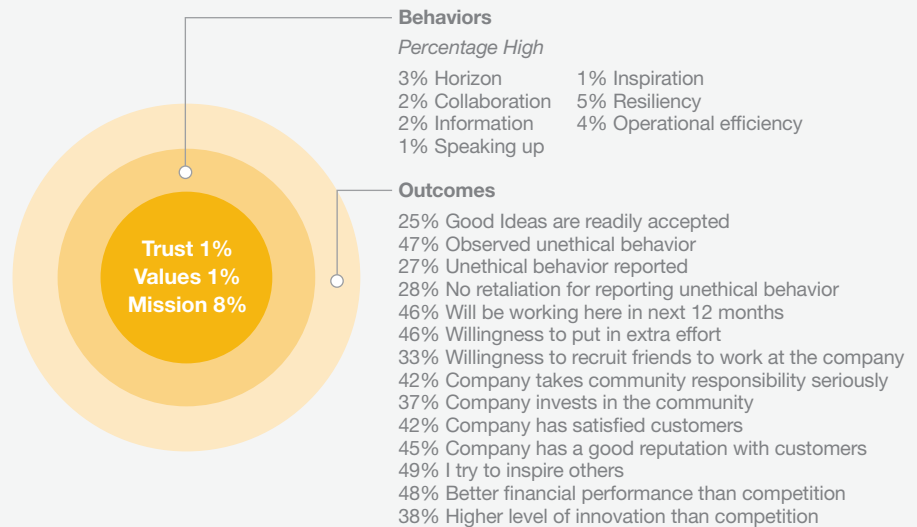 Behaviors
Percentage High
3% Horizon
2% Collaboration
2% Information
1% Speaking up
1% Inspiration
5% Resiliency
4% Operational efficiency
Trust 1%
Values 1%
Mission 8%
Outcomes
25% Good Ideas are readily accepted
47% Observed unethical behavior
27% Unethical behavior reported
28% No retaliation for reporting unethical behavior
46% Will be working here in next 12 months
46% Willingness to put in extra effort
33% Willingness to recruit friends to work at the company
42% Company takes community responsibility seriously
37% Company invests in the community
42% Company has satisfied customers
45% Company has a good reputation with customers
49% I try to inspire others
48% Better financial performance than competition
38% Higher level of innovation than competition